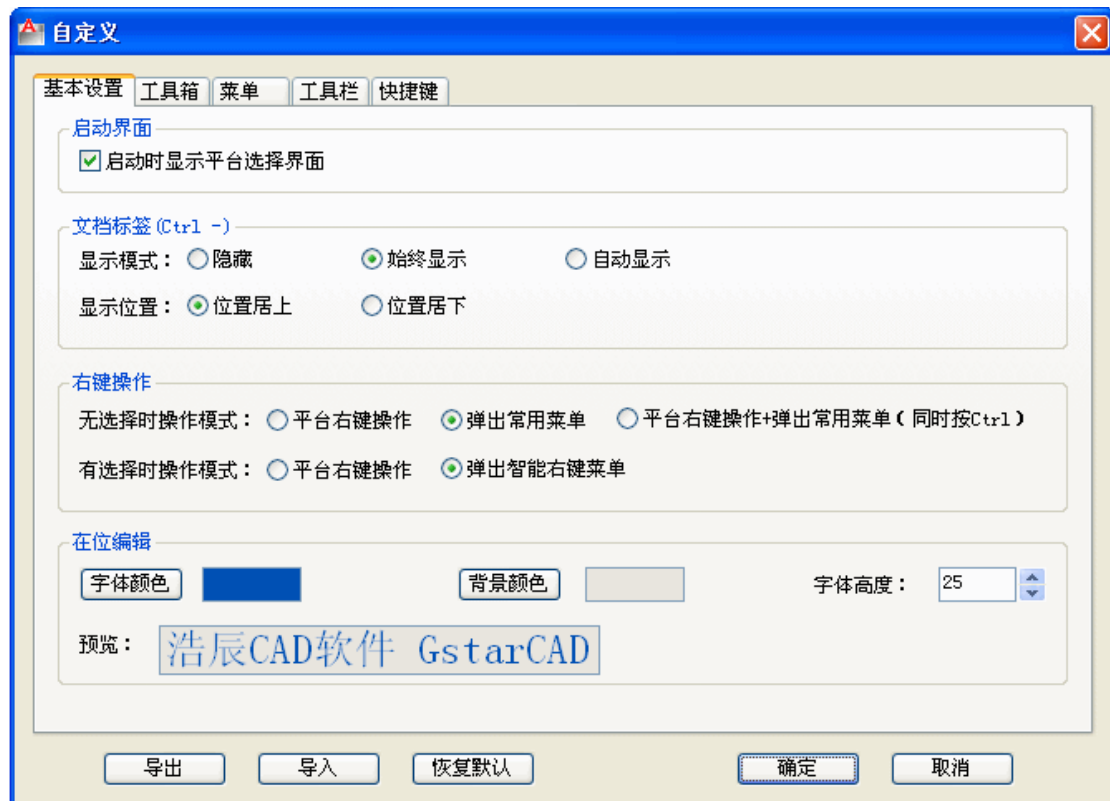 自定义
基本设置 工具箱 菜单 工具栏 快捷键
启动界面
启动时显示平台选择界面
文档标签(Ctrl -)
显示模式： 隐藏 始终显示 自动显示
显示位置： 位置居上 位置居下
右键操作
无选择时操作模式： 平台右键操作 弹出常用菜单 平台右键操作+弹出常用菜单(同时按Ctrl)
有选择时操作模式： 平台右键操作 弹出智能右键菜单
在位编辑
字体颜色 背景颜色 字体高度： 25
预览： 浩辰CAD软件 GstarCAD
导出 导入 恢复默认 确定 取消